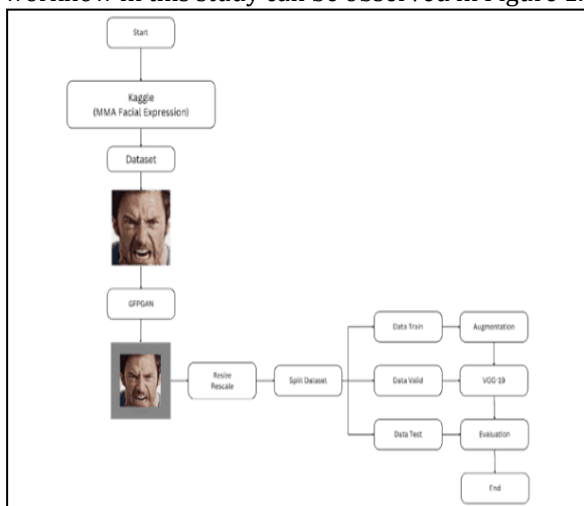 workflow in this study can be observed in Figure 1.
Start
Kaggle
(MMA Facial Expression)
Dataset
GFPGAN
Resize
Rescale
Split Dataset
Data Train
Augmentation
Data Valid
VGG-19
Data Test
Evaluation
End